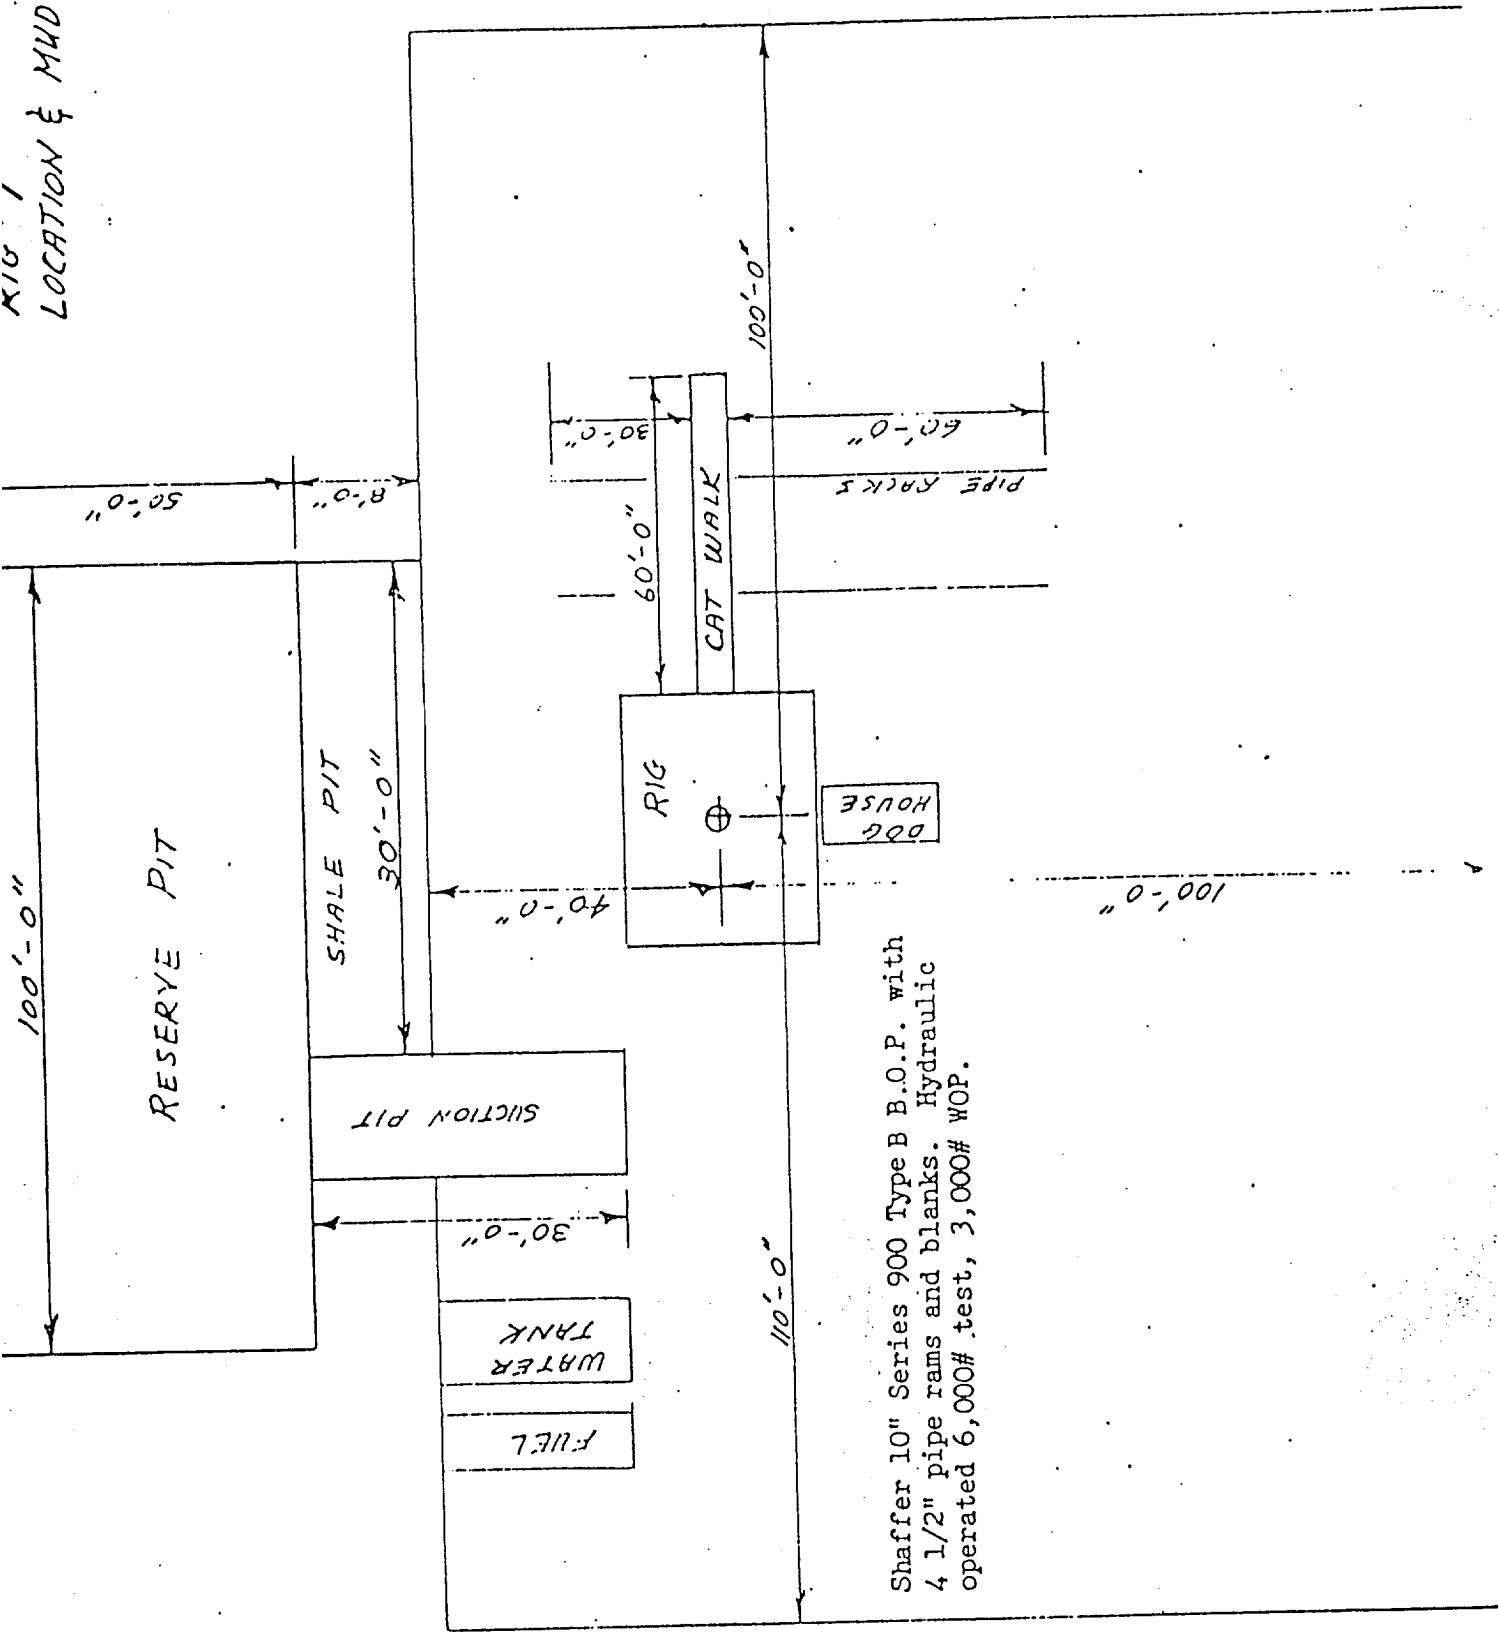 RIG 1
LOCATION & MUD
100'-0"
50'-0"
8'-0"
RESERVE PIT
SHALE PIT
30'-0"
SUCTION PIT
30'-0"
WATER
TANK
FUEL
40'-0"
RIG
60'-0"
CAT WALK
30'-0"
60'-0"
PIPE RACKS
100'-0"
110'-0"
DOG
HOUSE
100'-0"
Shaffer 10" Series 900 Type B B.O.P. with
4 1/2" pipe rams and blanks. Hydraulic
operated 6,000# test, 3,000# WOP.